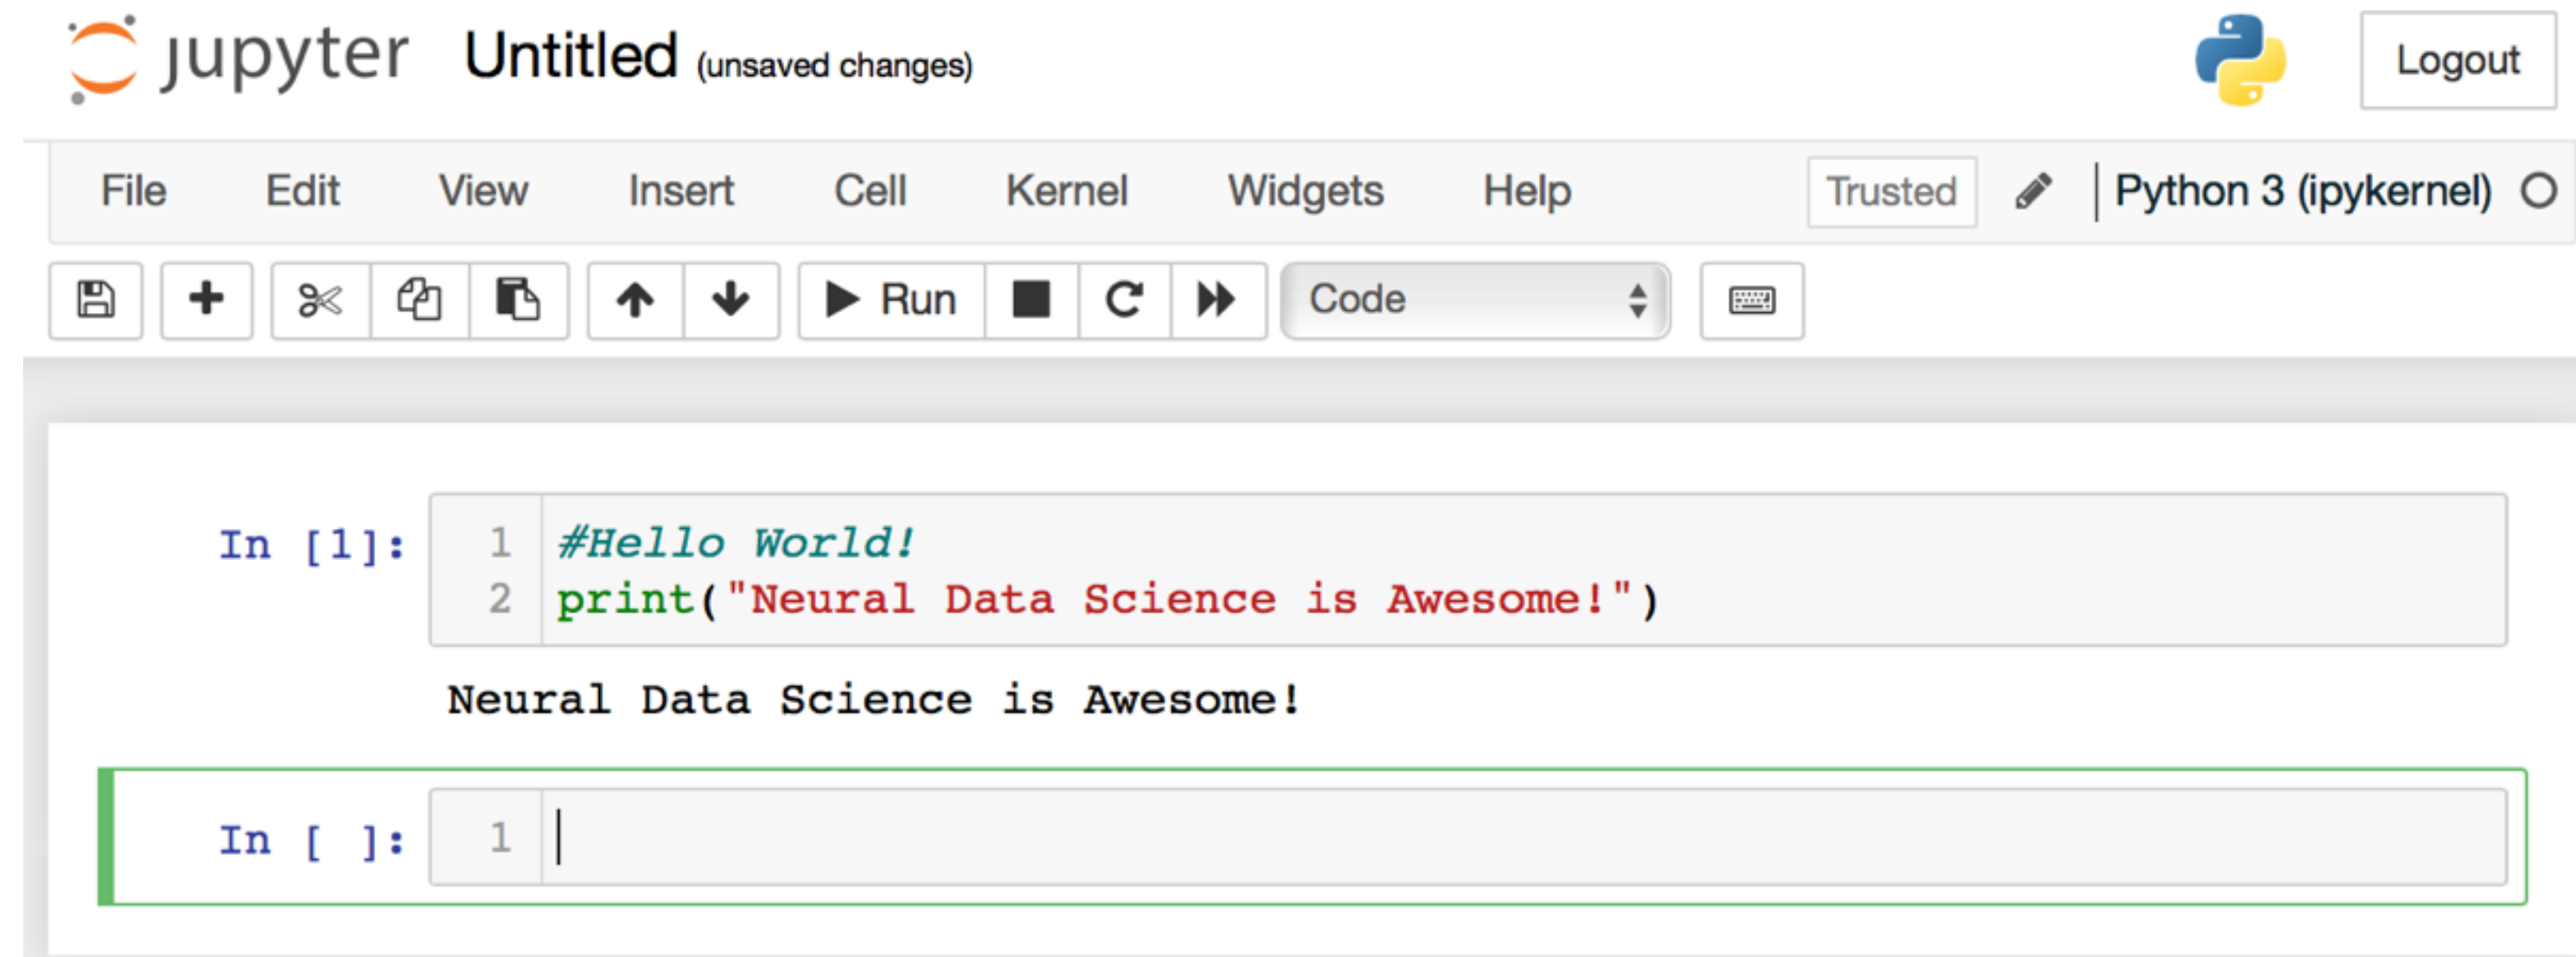 jupyter Untitled (unsaved changes) Logout
File Edit View Insert Cell Kernel Widgets Help Trusted Python 3 (ipykernel)
Run Code
In [1]: 1 #Hello World!
2 print("Neural Data Science is Awesome!")
Neural Data Science is Awesome!
In [ ]: 1